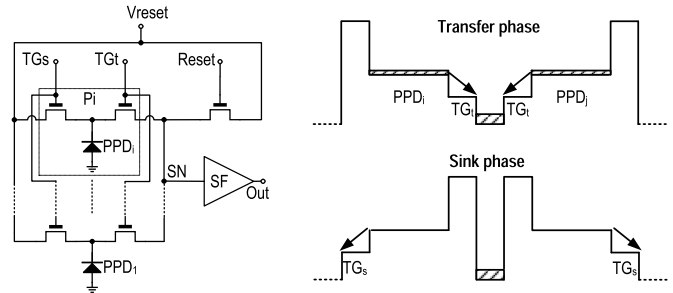 Vreset
TGs
TGt
Reset
Pi
PPDi
SN
SF
Out
PPD1
Transfer phase
PPDi
TGt
TGt
PPDj
Sink phase
TGs
TGs